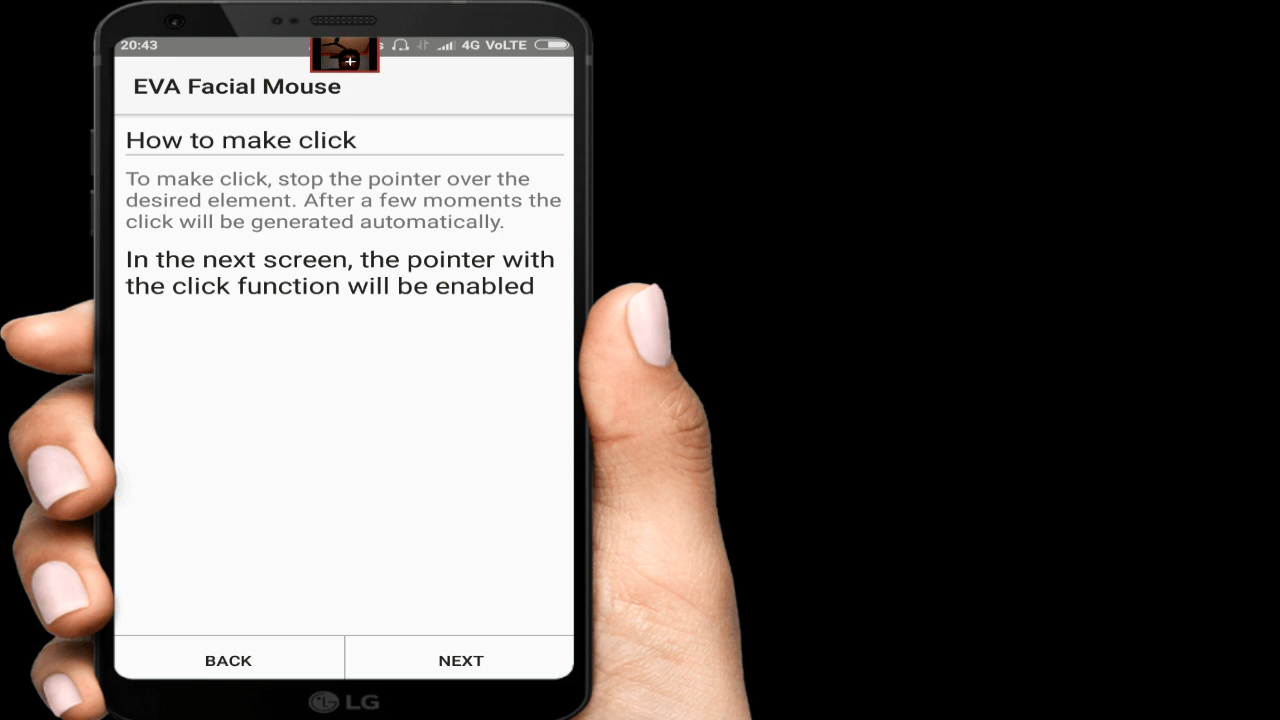 20:43
s
4G VoLTE
EVA Facial Mouse
How to make click
To make click, stop the pointer over the
desired element. After a few moments the
click will be generated automatically.
In the next screen, the pointer with
the click function will be enabled
BACK
NEXT
LG